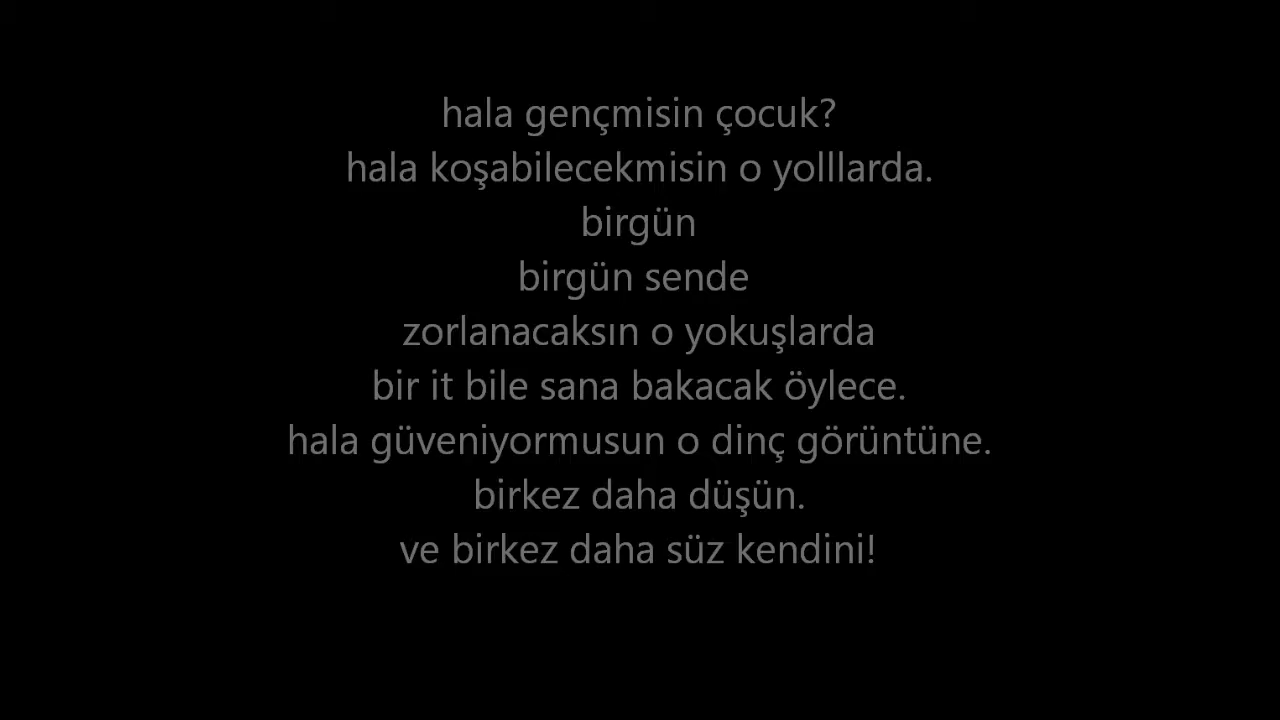 hala gençmisin çocuk?
hala koşabilecekmisin o yolllarda.
birgün
birgün sende
zorlanacaksın o yokuşlarda
bir it bile sana bakacak öylece.
hala güveniyormusun o dinç görüntüne.
birkez daha düşün.
ve birkez daha süz kendini!